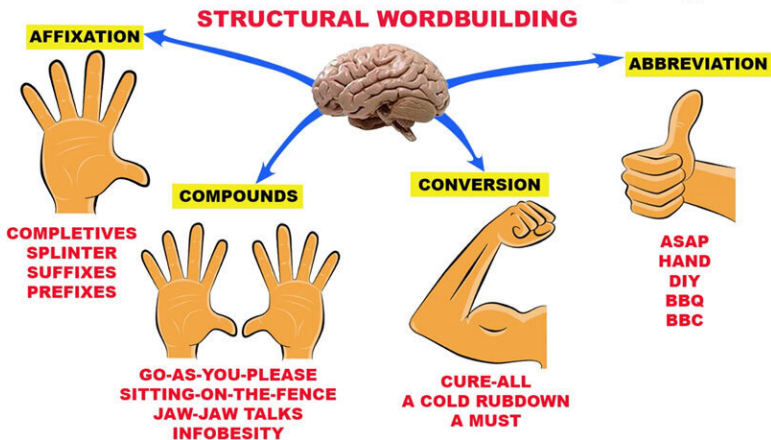 STRUCTURAL WORDBUILDING
AFFIXATION
COMPLETIVES
SPLINTER
SUFFIXES
PREFIXES
COMPOUNDS
GO-AS-YOU-PLEASE
SITTING-ON-THE-FENCE
JAW-JAW TALKS
INFOBESITY
CONVERSION
CURE-ALL
A COLD RUBDOWN
A MUST
ABBREVIATION
ASAP
HAND
DIY
BBQ
BBC